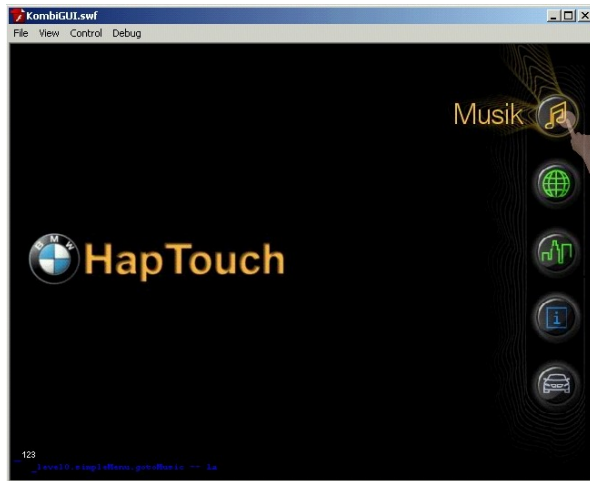 KombiGUI.swf
File View Control Debug
Musik
BMW
HapTouch
i
123